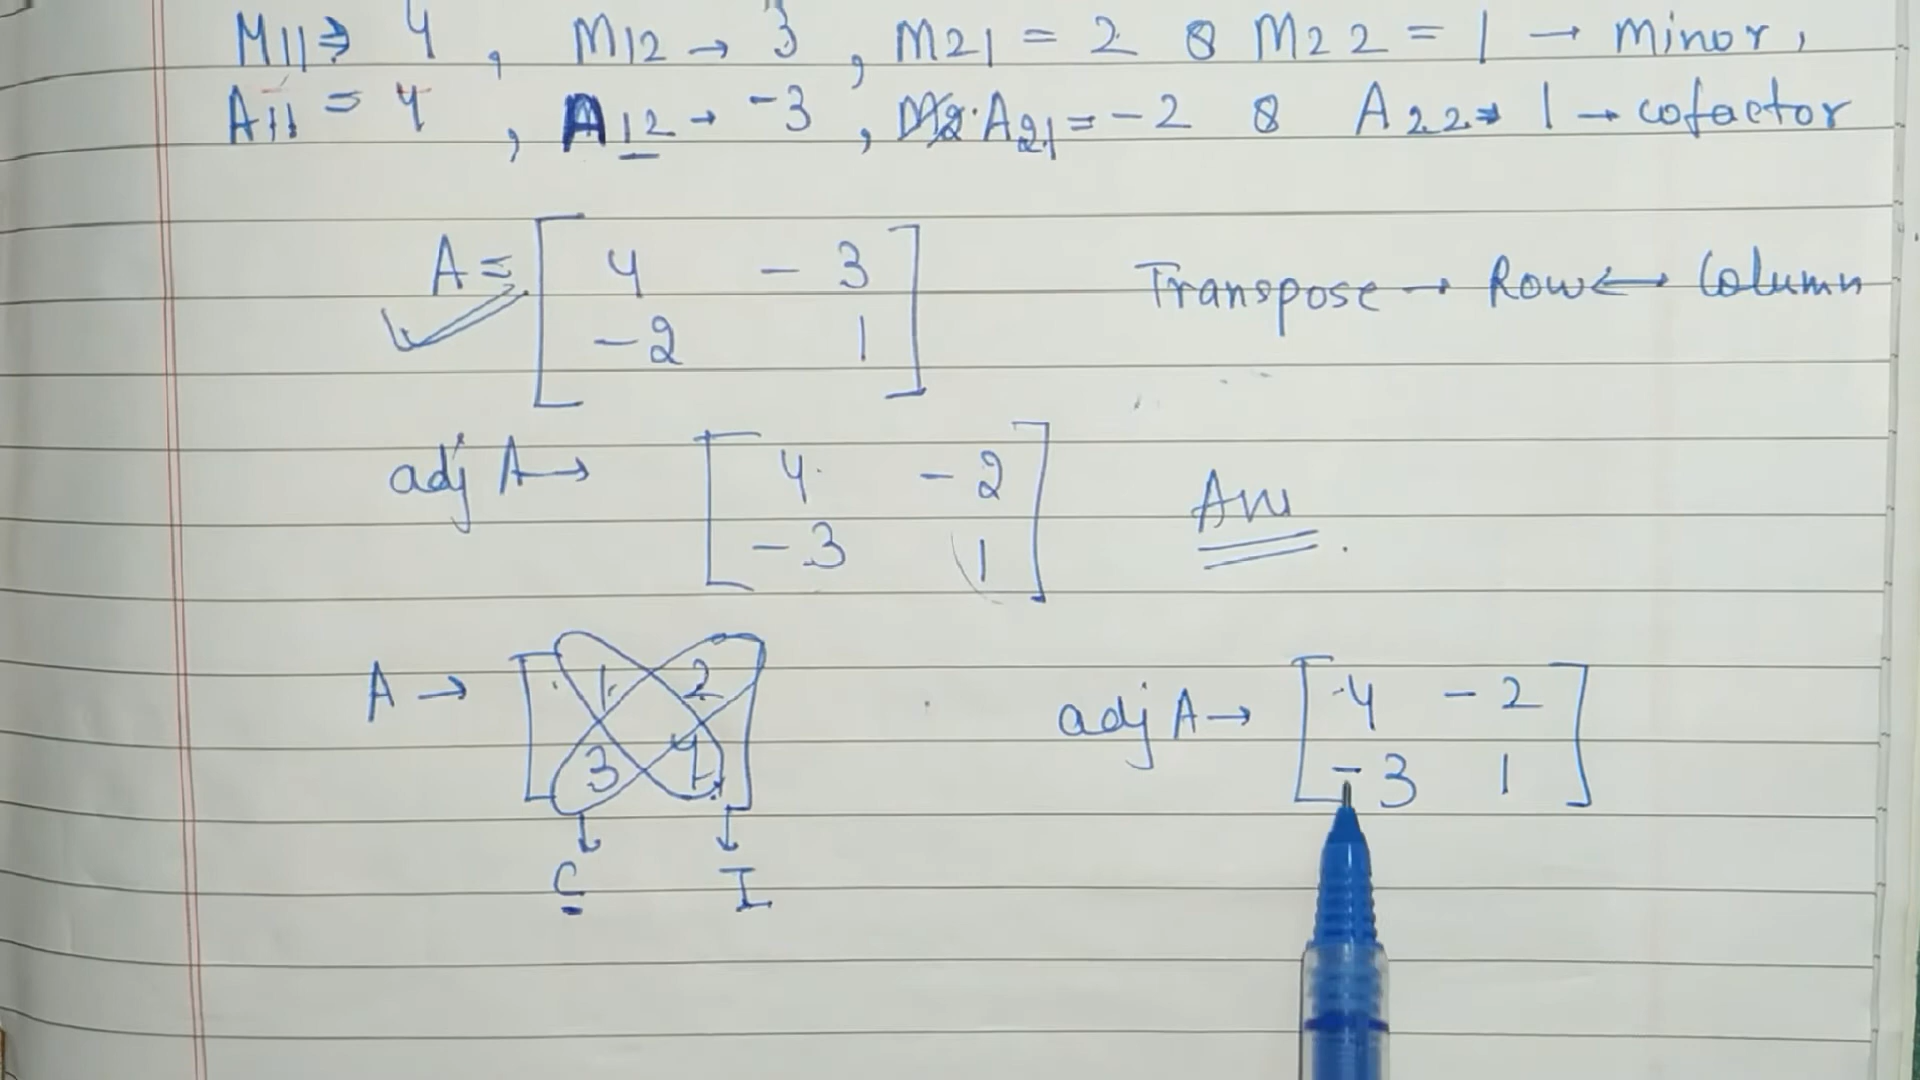 M11⇒ 4 , M12 → 3 , M21 = 2 & M22 = 1 → Minor,
A11 = 4 , A12 → -3 , A21 = -2 & A22 → 1 → cofactor
A = [ 4 -3
-2 1 ]
Transpose → Row ↔ Column
adj A → [ 4 -2
-3 1 ]
Ans
A → [ 1 2
3 4 ]
adj A → [ 4 -2
-3 1 ]
C I